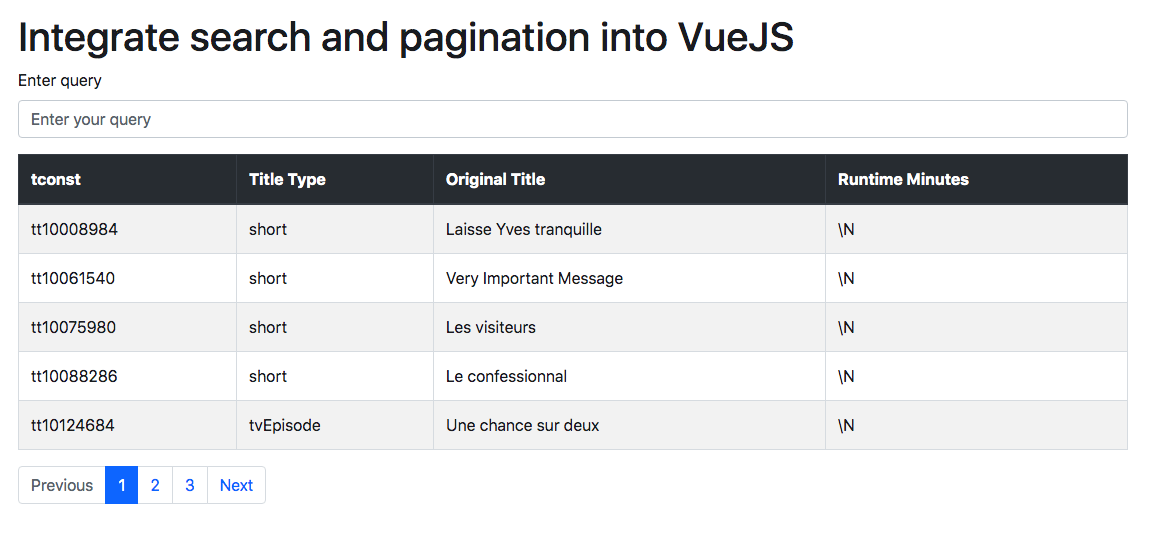 Integrate search and pagination into VueJS
Enter query
Enter your query
tconst Title Type Original Title Runtime Minutes
tt10008984 short Laisse Yves tranquille \N
tt10061540 short Very Important Message \N
tt10075980 short Les visiteurs \N
tt10088286 short Le confessionnal \N
tt10124684 tvEpisode Une chance sur deux \N
Previous 1 2 3 Next